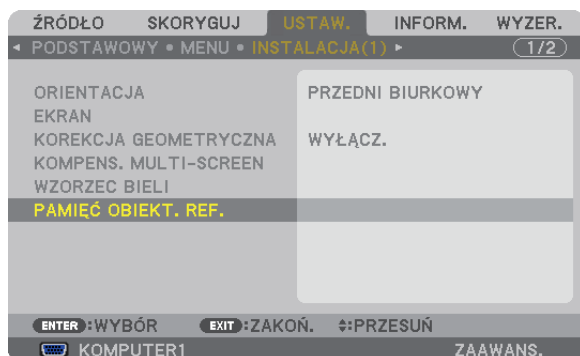 ŹRÓDŁO SKORYGUJ USTAW. INFORM. WYZER.
◂ PODSTAWOWY • MENU • INSTALACJA(1) ▸ 1/2
ORIENTACJA PRZEDNI BIURKOWY
EKRAN
KOREKCJA GEOMETRYCZNA WYŁĄCZ.
KOMPENS. MULTI-SCREEN
WZORZEC BIELI
PAMIĘĆ OBIEKT. REF.
ENTER :WYBÓR EXIT :ZAKOŃ. ♦:PRZESUŃ
KOMPUTER1 ZAAWANS.